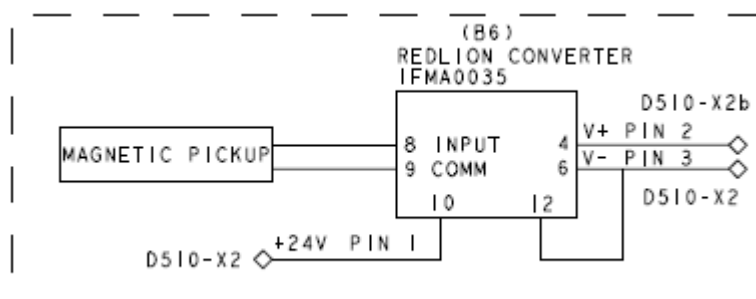 (B6)
REDLION CONVERTER
IFMA0035
D510-X2b
8 INPUT 4 V+ PIN 2
MAGNETIC PICKUP
9 COMM 6 V- PIN 3
10 12
D510-X2
+24V PIN 1
D510-X2